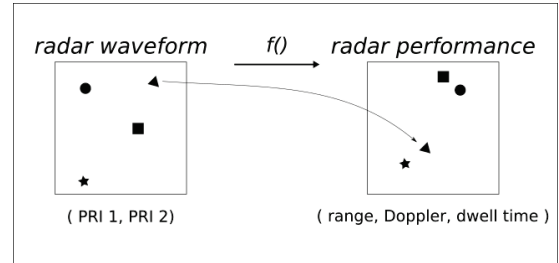 radar waveform
f()
radar performance
( PRI 1, PRI 2)
( range, Doppler, dwell time )